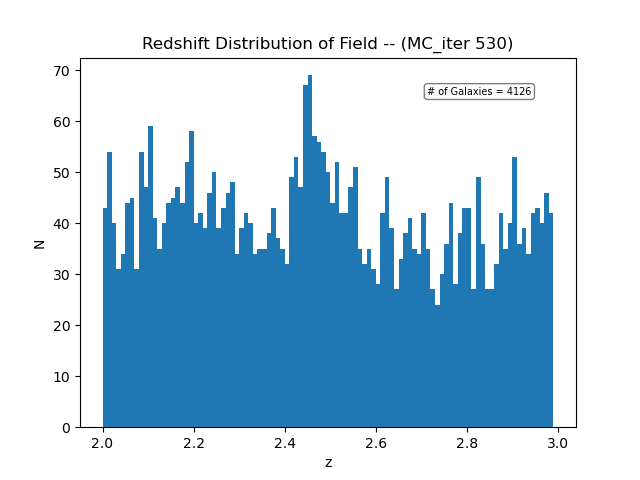 Redshift Distribution of Field -- (MC_iter 530)
# of Galaxies = 4126
70
60
50
40
30
20
10
0
N
2.0 2.2 2.4 2.6 2.8 3.0
z